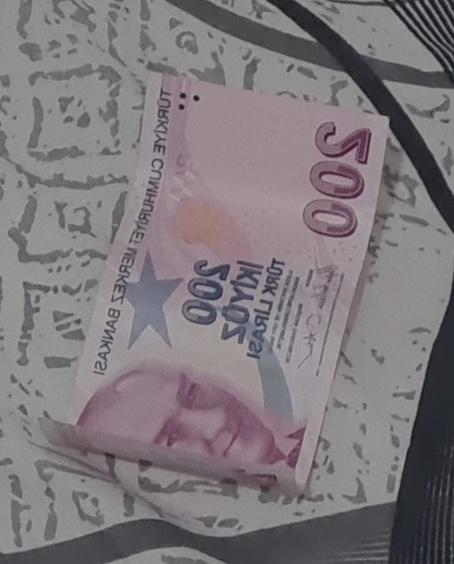 TÜRKİYE CUMHURİYET MERKEZ BANKASI
200
200
İKİYÜZ
TÜRK LİRASI